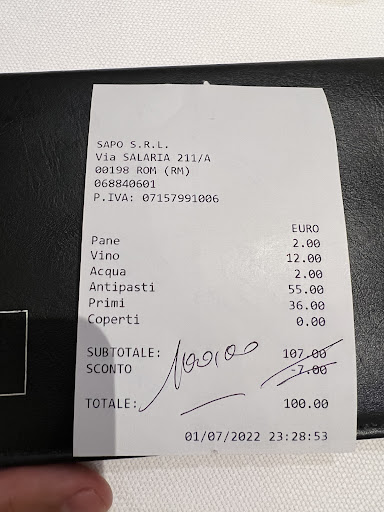 SAPO S.R.L.
Via SALARIA 211/A
00198 ROM (RM)
068840601
P.IVA: 07157991006
EURO
Pane 2.00
Vino 12.00
Acqua 2.00
Antipasti 55.00
Primi 36.00
Coperti 0.00
SUBTOTALE: 107.00
SCONTO -7.00
100,00
TOTALE: 100.00
01/07/2022 23:28:53